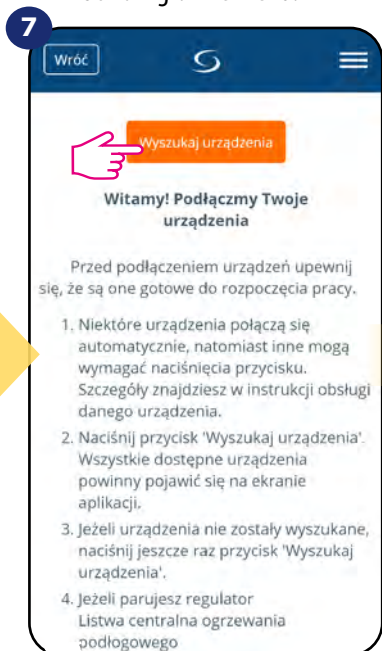 7
Wróć
Wyszukaj urządzenia
Witamy! Podłączmy Twoje
urządzenia
Przed podłączeniem urządzeń upewnij
się, że są one gotowe do rozpoczęcia pracy.
1. Niektóre urządzenia połączą się
automatycznie, natomiast inne mogą
wymagać naciśnięcia przycisku.
Szczegóły znajdziesz w instrukcji obsługi
danego urządzenia.
2. Naciśnij przycisk 'Wyszukaj urządzenia'.
Wszystkie dostępne urządzenia
powinny pojawić się na ekranie
aplikacji.
3. Jeżeli urządzenia nie zostały wyszukane,
naciśnij jeszcze raz przycisk 'Wyszukaj
urządzenia'.
4. Jeżeli parujesz regulator
Listwa centralna ogrzewania
podłogowego